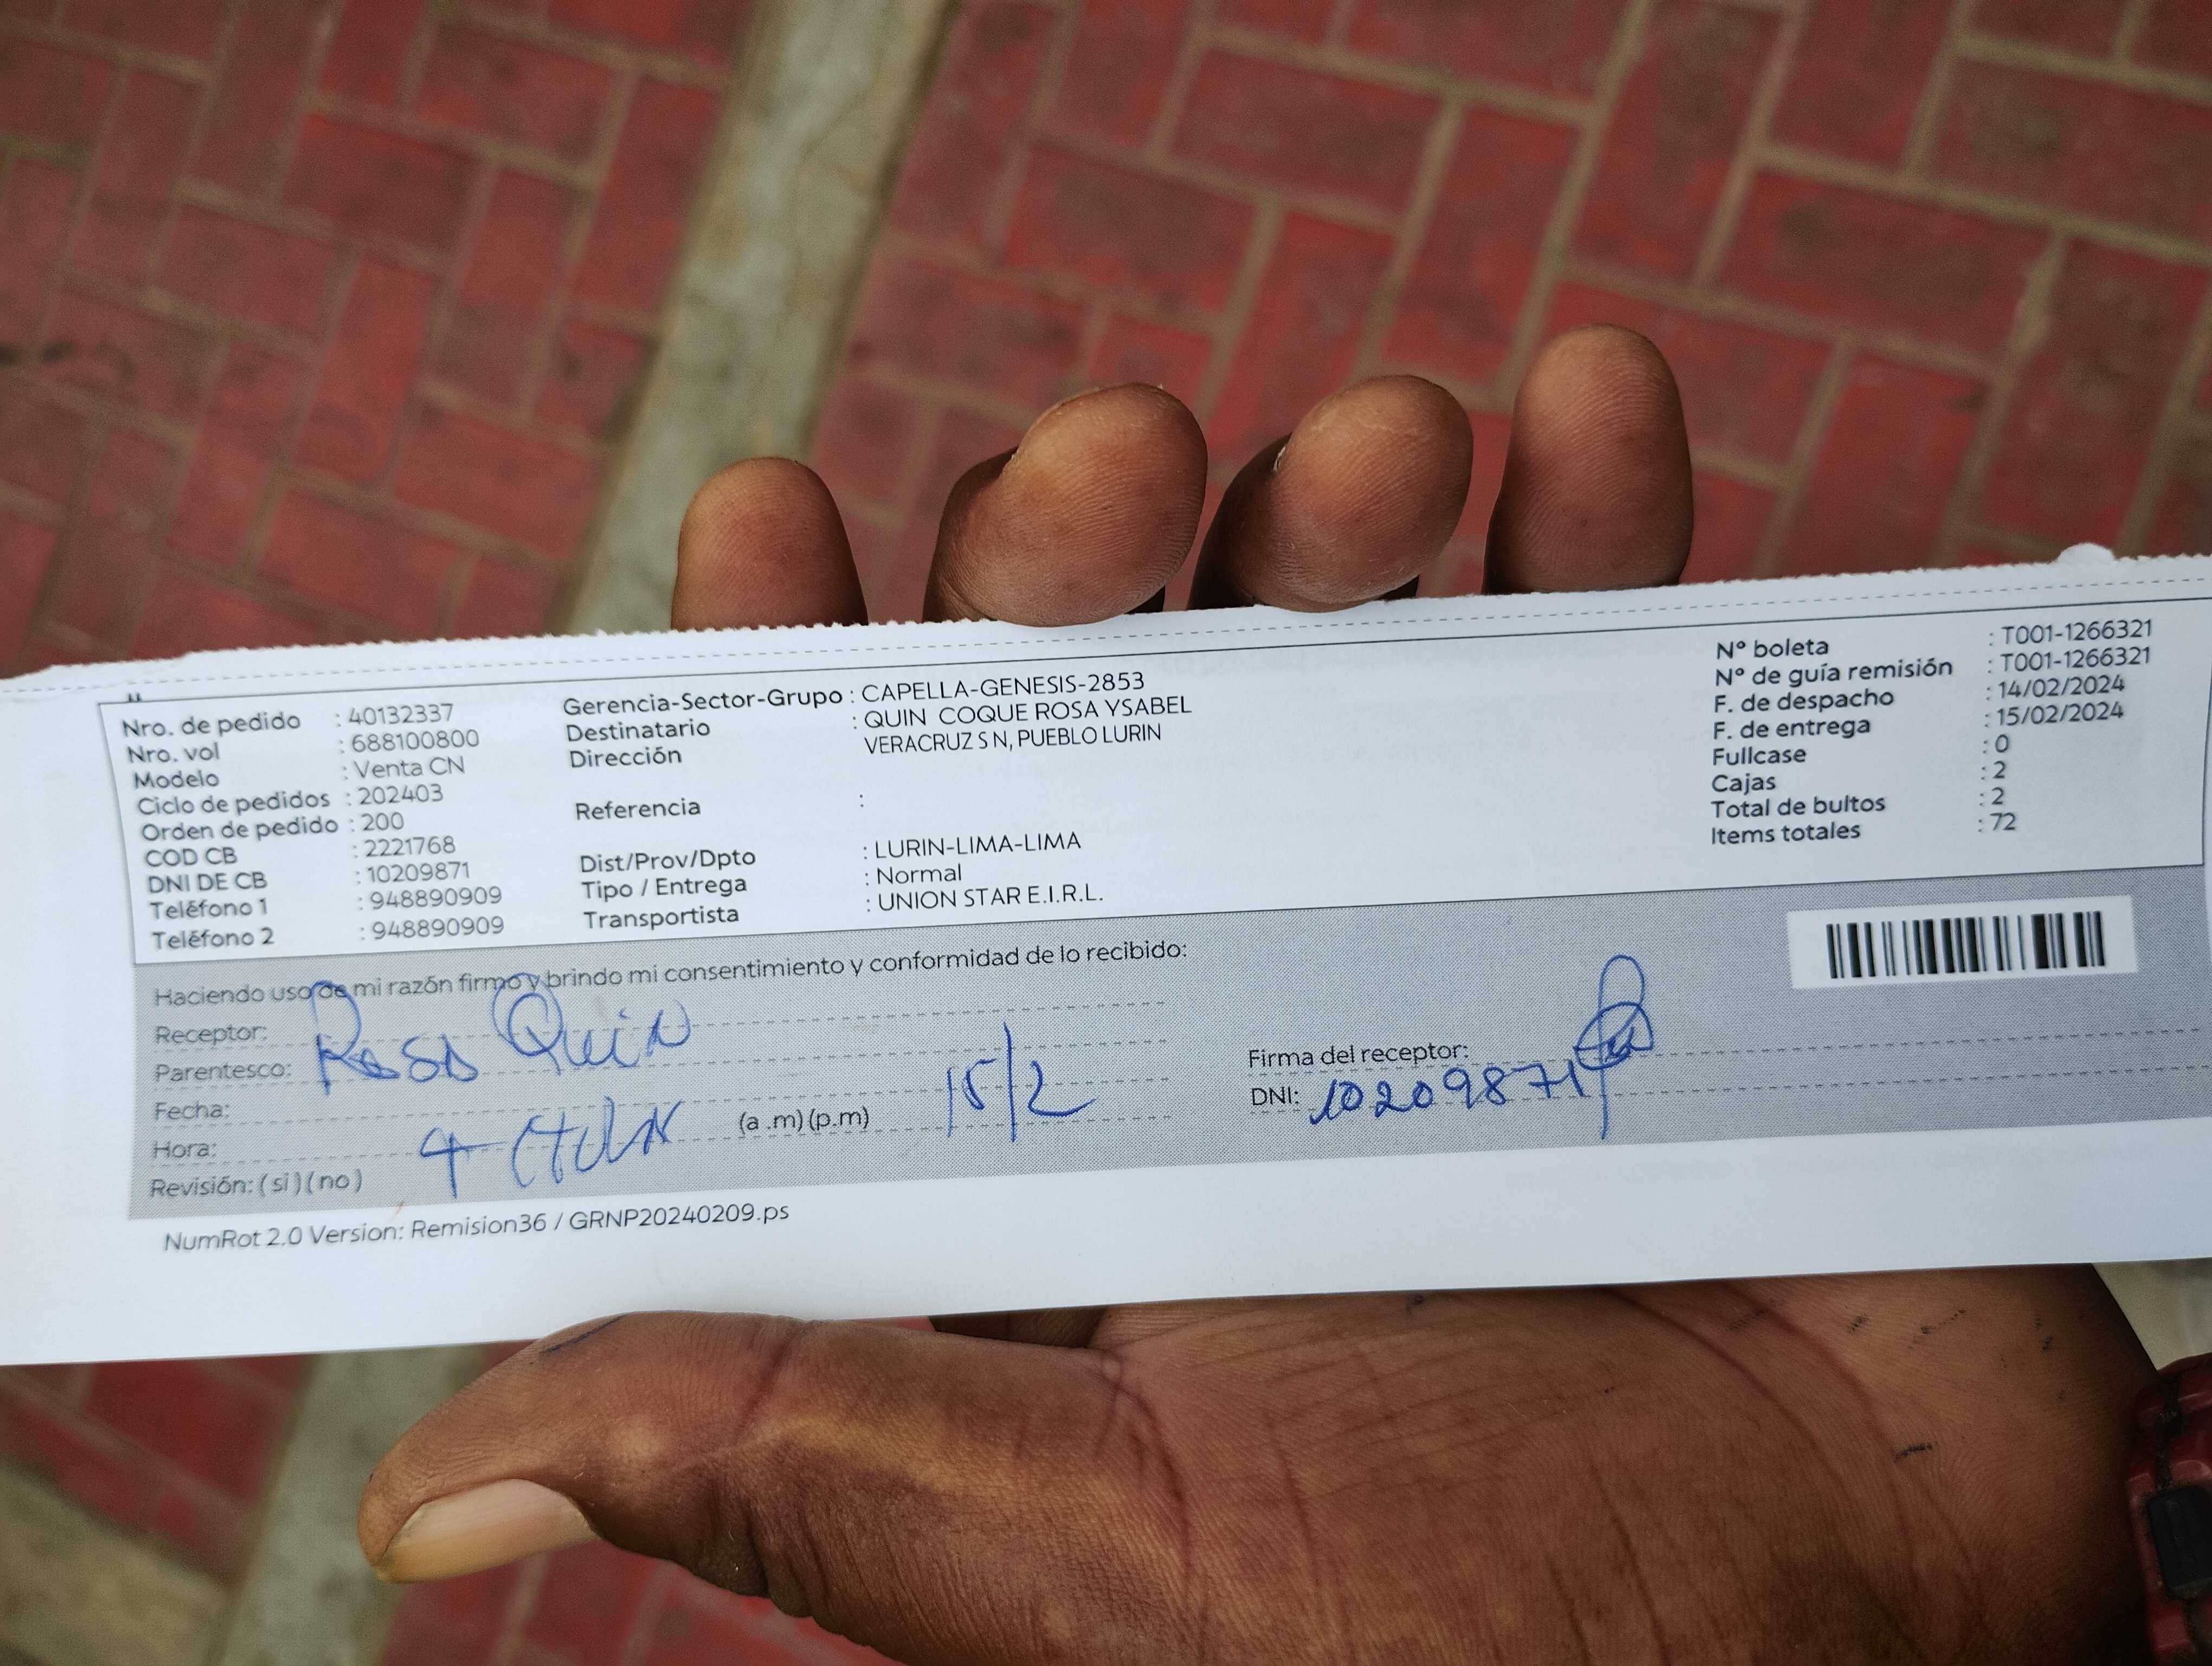 Nro. de pedido : 40132337
Nro. vol : 688100800
Modelo : Venta CN
Ciclo de pedidos : 202403
Orden de pedido : 200
COD CB : 2221768
DNI DE CB : 10209871
Teléfono 1 : 948890909
Teléfono 2 : 948890909
Gerencia-Sector-Grupo : CAPELLA-GENESIS-2853
Destinatario : QUIN COQUE ROSA YSABEL
Dirección VERACRUZ S N, PUEBLO LURIN
Referencia :
Dist/Prov/Dpto : LURIN-LIMA-LIMA
Tipo / Entrega : Normal
Transportista : UNION STAR E.I.R.L.
N° boleta : T001-1266321
N° de guía remisión : T001-1266321
F. de despacho : 14/02/2024
F. de entrega : 15/02/2024
Fullcase : 0
Cajas : 2
Total de bultos : 2
Items totales : 72
Haciendo uso de mi razón firmo y brindo mi consentimiento y conformidad de lo recibido:
Receptor: Rosa Quin
Parentesco:
Fecha:
Hora: (a .m) (p.m) 15/2
Revisión: ( si ) ( no )
Firma del receptor:
DNI: 10209871
NumRot 2.0 Version: Remision36 / GRNP20240209.ps